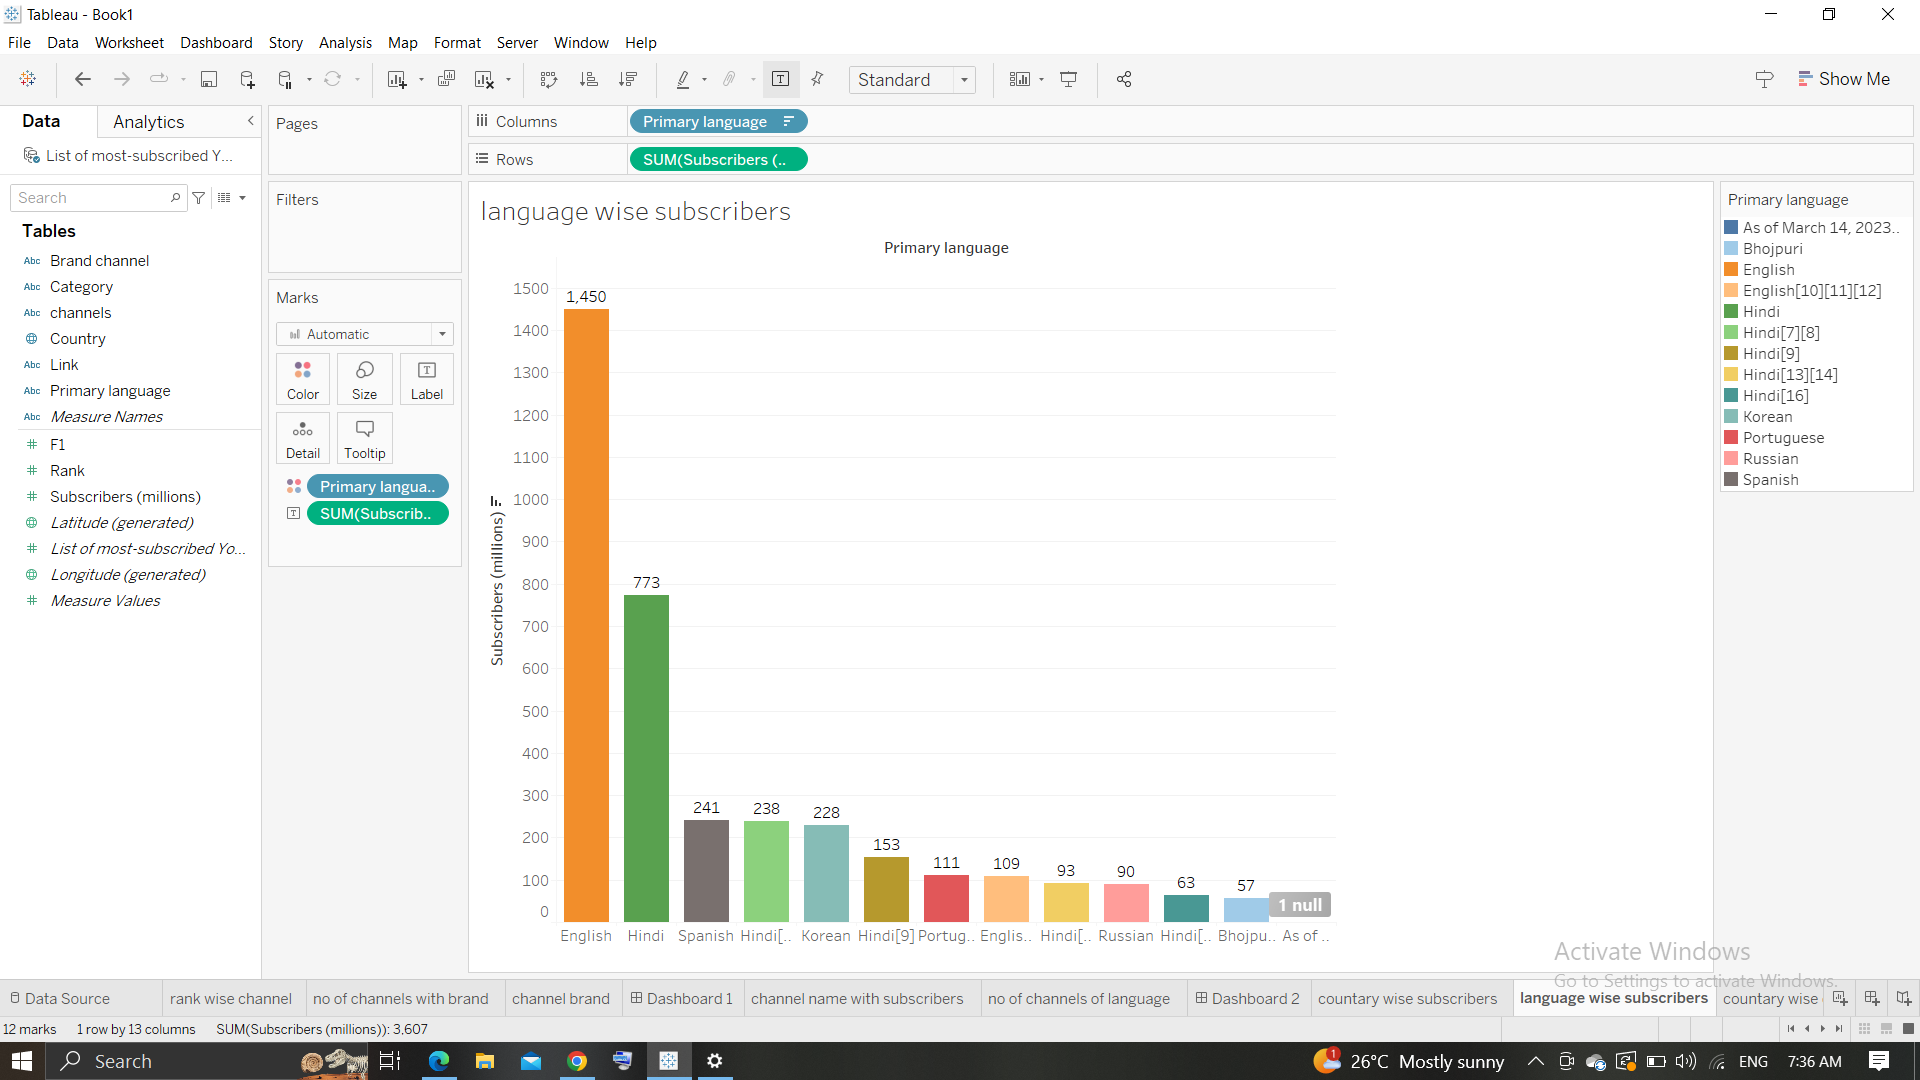 Tableau - Book1
File Data Worksheet Dashboard Story Analysis Map Format Server Window Help
Standard
Show Me
Data Analytics
List of most-subscribed Y...
Search
Tables
Abc Brand channel
Abc Category
Abc channels
Country
Abc Link
Abc Primary language
Abc Measure Names
F1
Rank
Subscribers (millions)
Latitude (generated)
List of most-subscribed Yo...
Longitude (generated)
Measure Values
Pages
Filters
Marks
Automatic
Color Size Label
Detail Tooltip
Primary langua..
SUM(Subscrib..
Columns Primary language
Rows SUM(Subscribers (..
language wise subscribers
Primary language
Subscribers (millions)
1500
1400
1300
1200
1100
1000
900
800
700
600
500
400
300
200
100
0
1,450
773
241
238
228
153
111
109
93
90
63
57
1 null
English Hindi Spanish Hindi[.. Korean Hindi[9] Portug.. Englis.. Hindi[.. Russian Hindi[.. Bhojpu.. As of ..
Primary language
As of March 14, 2023..
Bhojpuri
English
English[10][11][12]
Hindi
Hindi[7][8]
Hindi[9]
Hindi[13][14]
Hindi[16]
Korean
Portuguese
Russian
Spanish
Activate Windows
Go to Settings to activate Windows.
Data Source rank wise channel no of channels with brand channel brand Dashboard 1 channel name with subscribers no of channels of language Dashboard 2 countary wise subscribers language wise subscribers countary wise
12 marks 1 row by 13 columns SUM(Subscribers (millions)): 3,607
Search
1
26°C Mostly sunny
ENG
7:36 AM